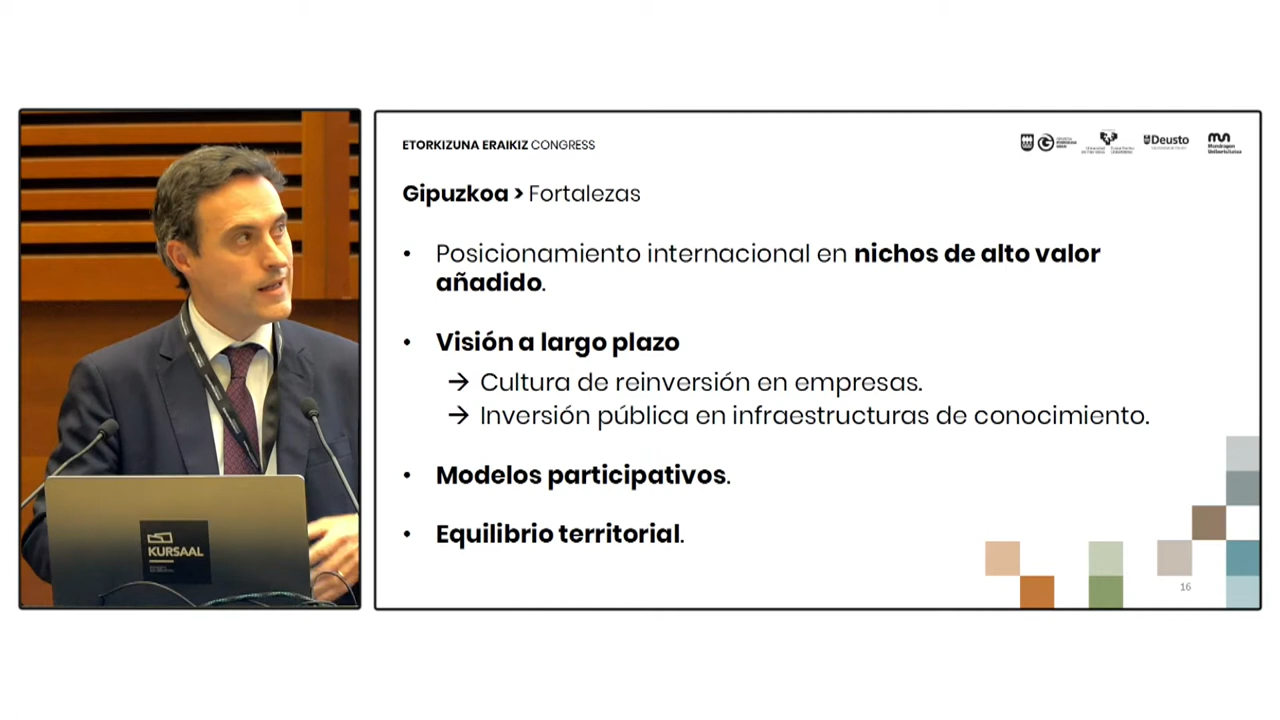 ETORKIZUNA ERAIKIZ CONGRESS
Deusto
Gipuzkoa > Fortalezas
• Posicionamiento internacional en nichos de alto valor
añadido.
• Visión a largo plazo
→ Cultura de reinversión en empresas.
→ Inversión pública en infraestructuras de conocimiento.
• Modelos participativos.
• Equilibrio territorial.
16
KURSAAL